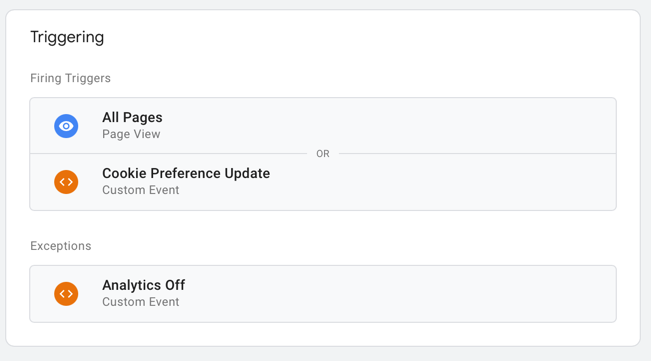 Triggering
Firing Triggers
All Pages
Page View
OR
Cookie Preference Update
Custom Event
Exceptions
Analytics Off
Custom Event